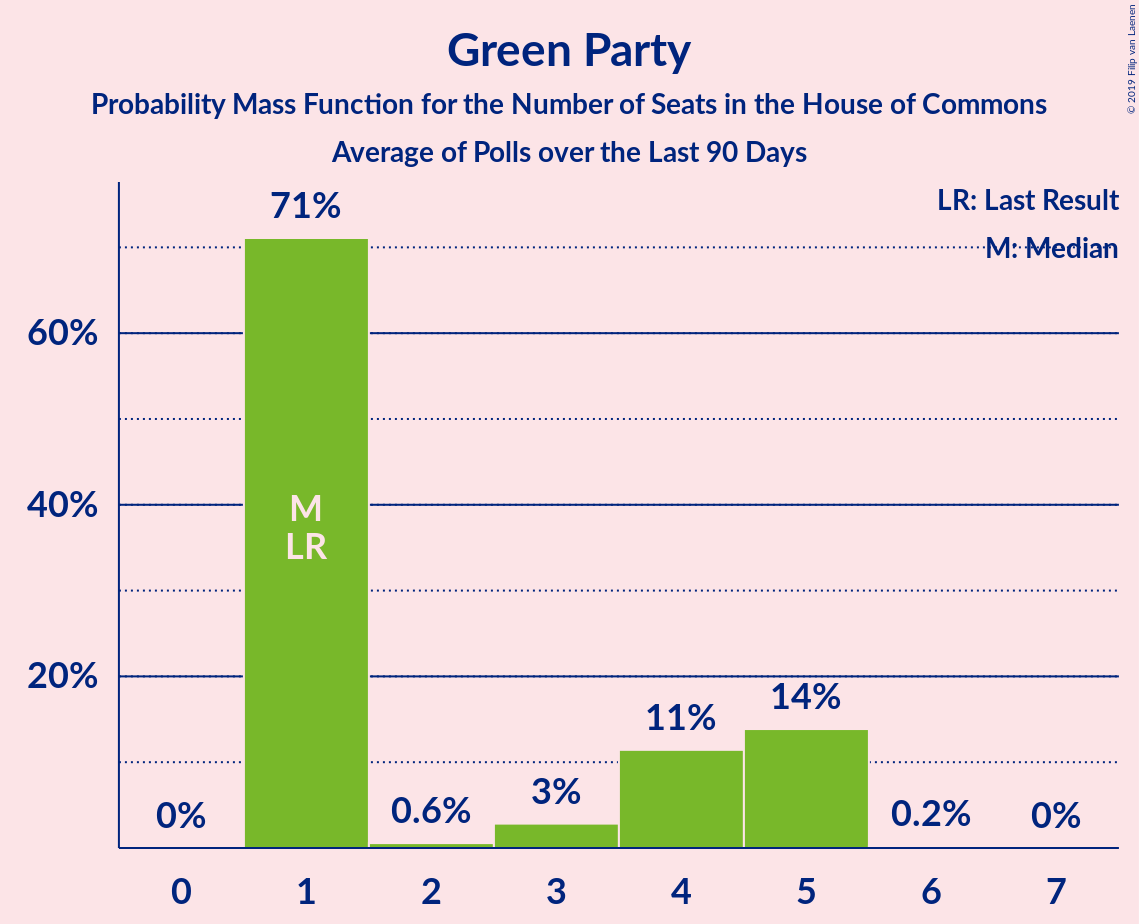 Green Party
Probability Mass Function for the Number of Seats in the House of Commons
Average of Polls over the Last 90 Days
© 2019 Filip van Laenen
LR: Last Result
M: Median
71%
60%
40%
20%
M
LR
0%
0.6%
3%
11%
14%
0.2%
0%
0 1 2 3 4 5 6 7